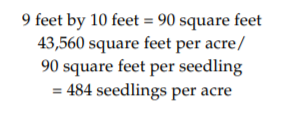 9 feet by 10 feet = 90 square feet
43,560 square feet per acre/
90 square feet per seedling
= 484 seedlings per acre